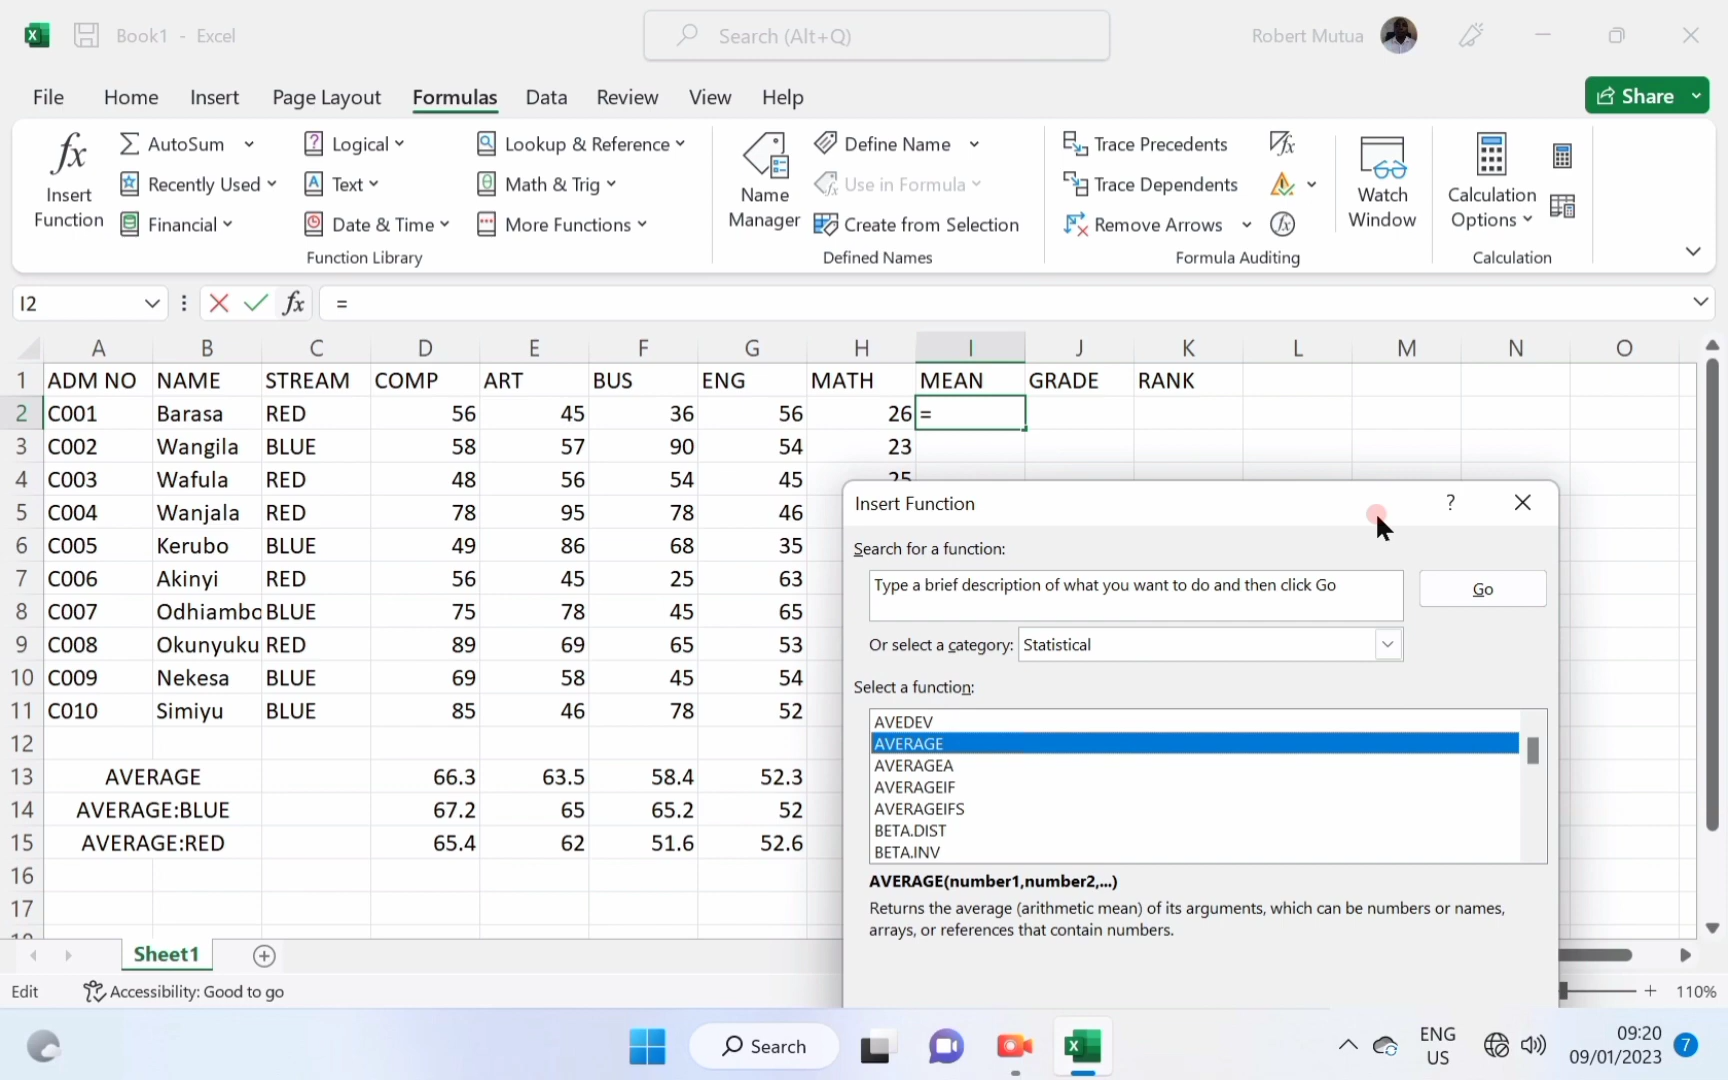 Book1 - Excel
Search (Alt+Q)
Robert Mutua
File Home Insert Page Layout Formulas Data Review View Help
Share
Insert Function
AutoSum
Recently Used
Financial
Logical
Text
Date & Time
Lookup & Reference
Math & Trig
More Functions
Function Library
Name Manager
Define Name
Use in Formula
Create from Selection
Defined Names
Trace Precedents
Trace Dependents
Remove Arrows
Formula Auditing
Watch Window
Calculation Options
Calculation
I2 fx =
A B C D E F G H I J K L M N O
1 ADM NO NAME STREAM COMP ART BUS ENG MATH MEAN GRADE RANK
2 C001 Barasa RED 56 45 36 56 26 =
3 C002 Wangila BLUE 58 57 90 54 23
4 C003 Wafula RED 48 56 54 45 25
5 C004 Wanjala RED 78 95 78 46
6 C005 Kerubo BLUE 49 86 68 35
7 C006 Akinyi RED 56 45 25 63
8 C007 Odhiambo BLUE 75 78 45 65
9 C008 Okunyuku RED 89 69 65 53
10 C009 Nekesa BLUE 69 58 45 54
11 C010 Simiyu BLUE 85 46 78 52
12
13 AVERAGE 66.3 63.5 58.4 52.3
14 AVERAGE:BLUE 67.2 65 65.2 52
15 AVERAGE:RED 65.4 62 51.6 52.6
16
17
Insert Function ?
Search for a function:
Type a brief description of what you want to do and then click Go
Go
Or select a category: Statistical
Select a function:
AVEDEV
AVERAGE
AVERAGEA
AVERAGEIF
AVERAGEIFS
BETA.DIST
BETA.INV
AVERAGE(number1,number2,...)
Returns the average (arithmetic mean) of its arguments, which can be numbers or names,
arrays, or references that contain numbers.
Sheet1
Edit Accessibility: Good to go 110%
Search
ENG
US
09:20
09/01/2023
7